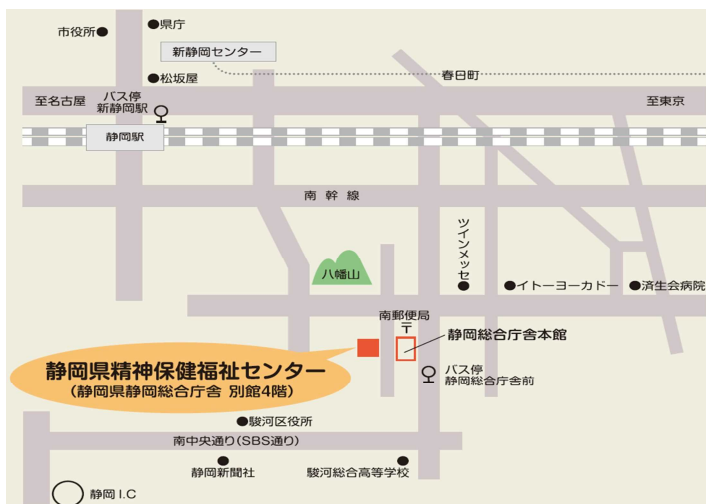 県庁
市役所
新静岡センター
松坂屋
春日町
至名古屋
バス停
新静岡駅
至東京
静岡駅
南幹線
ツインメッセ
八幡山
イトーヨーカドー
済生会病院
南郵便局
〒
静岡総合庁舎本館
静岡県精神保健福祉センター
(静岡県静岡総合庁舎 別館4階)
バス停
静岡総合庁舎前
駿河区役所
南中央通り(SBS通り)
静岡新聞社
駿河総合高等学校
静岡 I.C